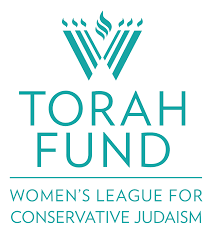 TORAH
FUND
WOMEN'S LEAGUE FOR
CONSERVATIVE JUDAISM